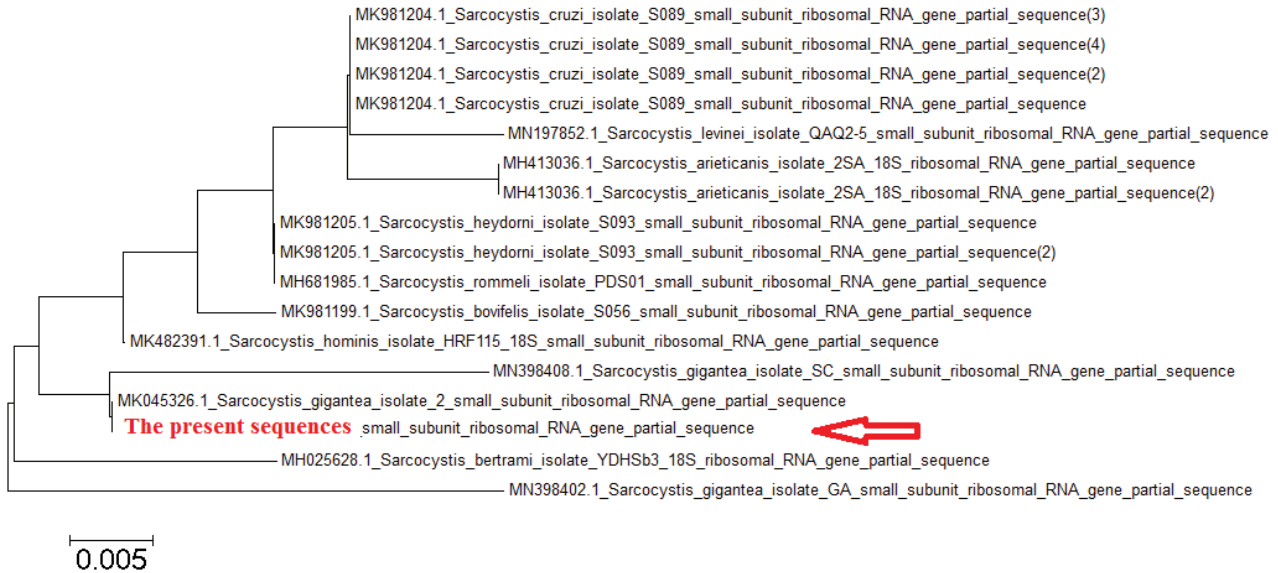 MK981204.1_Sarcocystis_cruzi_isolate_S089_small_subunit_ribosomal_RNA_gene_partial_sequence(3)
MK981204.1_Sarcocystis_cruzi_isolate_S089_small_subunit_ribosomal_RNA_gene_partial_sequence(4)
MK981204.1_Sarcocystis_cruzi_isolate_S089_small_subunit_ribosomal_RNA_gene_partial_sequence(2)
MK981204.1_Sarcocystis_cruzi_isolate_S089_small_subunit_ribosomal_RNA_gene_partial_sequence
MN197852.1_Sarcocystis_levinei_isolate_QAQ2-5_small_subunit_ribosomal_RNA_gene_partial_sequence
MH413036.1_Sarcocystis_arieticanis_isolate_2SA_18S_ribosomal_RNA_gene_partial_sequence
MH413036.1_Sarcocystis_arieticanis_isolate_2SA_18S_ribosomal_RNA_gene_partial_sequence(2)
MK981205.1_Sarcocystis_heydorni_isolate_S093_small_subunit_ribosomal_RNA_gene_partial_sequence
MK981205.1_Sarcocystis_heydorni_isolate_S093_small_subunit_ribosomal_RNA_gene_partial_sequence(2)
MH681985.1_Sarcocystis_rommeli_isolate_PDS01_small_subunit_ribosomal_RNA_gene_partial_sequence
MK981199.1_Sarcocystis_bovifelis_isolate_S056_small_subunit_ribosomal_RNA_gene_partial_sequence
MK482391.1_Sarcocystis_hominis_isolate_HRF115_18S_small_subunit_ribosomal_RNA_gene_partial_sequence
MN398408.1_Sarcocystis_gigantea_isolate_SC_small_subunit_ribosomal_RNA_gene_partial_sequence
MK045326.1_Sarcocystis_gigantea_isolate_2_small_subunit_ribosomal_RNA_gene_partial_sequence
The present sequences small_subunit_ribosomal_RNA_gene_partial_sequence
MH025628.1_Sarcocystis_bertrami_isolate_YDHSb3_18S_ribosomal_RNA_gene_partial_sequence
MN398402.1_Sarcocystis_gigantea_isolate_GA_small_subunit_ribosomal_RNA_gene_partial_sequence
0.005